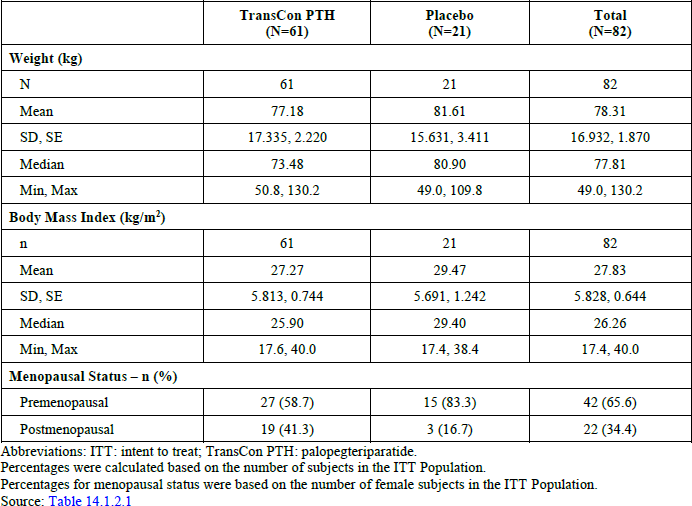 TransCon PTH Placebo Total
(N=61) (N=21) (N=82)
Weight (kg)
N 61 21 82
Mean 77.18 81.61 78.31
SD, SE 17.335, 2.220 15.631, 3.411 16.932, 1.870
Median 73.48 80.90 77.81
Min, Max 50.8, 130.2 49.0, 109.8 49.0, 130.2
Body Mass Index (kg/m²)
n 61 21 82
Mean 27.27 29.47 27.83
SD, SE 5.813, 0.744 5.691, 1.242 5.828, 0.644
Median 25.90 29.40 26.26
Min, Max 17.6, 40.0 17.4, 38.4 17.4, 40.0
Menopausal Status – n (%)
Premenopausal 27 (58.7) 15 (83.3) 42 (65.6)
Postmenopausal 19 (41.3) 3 (16.7) 22 (34.4)
Abbreviations: ITT: intent to treat; TransCon PTH: palopegteriparatide.
Percentages were calculated based on the number of subjects in the ITT Population.
Percentages for menopausal status were based on the number of female subjects in the ITT Population.
Source: Table 14.1.2.1